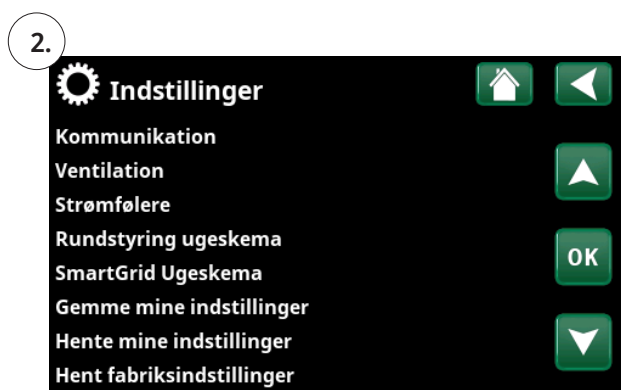 2.
Indstillinger
Kommunikation
Ventilation
Strømfølere
Rundstyring ugeskema
SmartGrid Ugeskema
Gemme mine indstillinger
Hente mine indstillinger
Hent fabriksindstillinger
OK